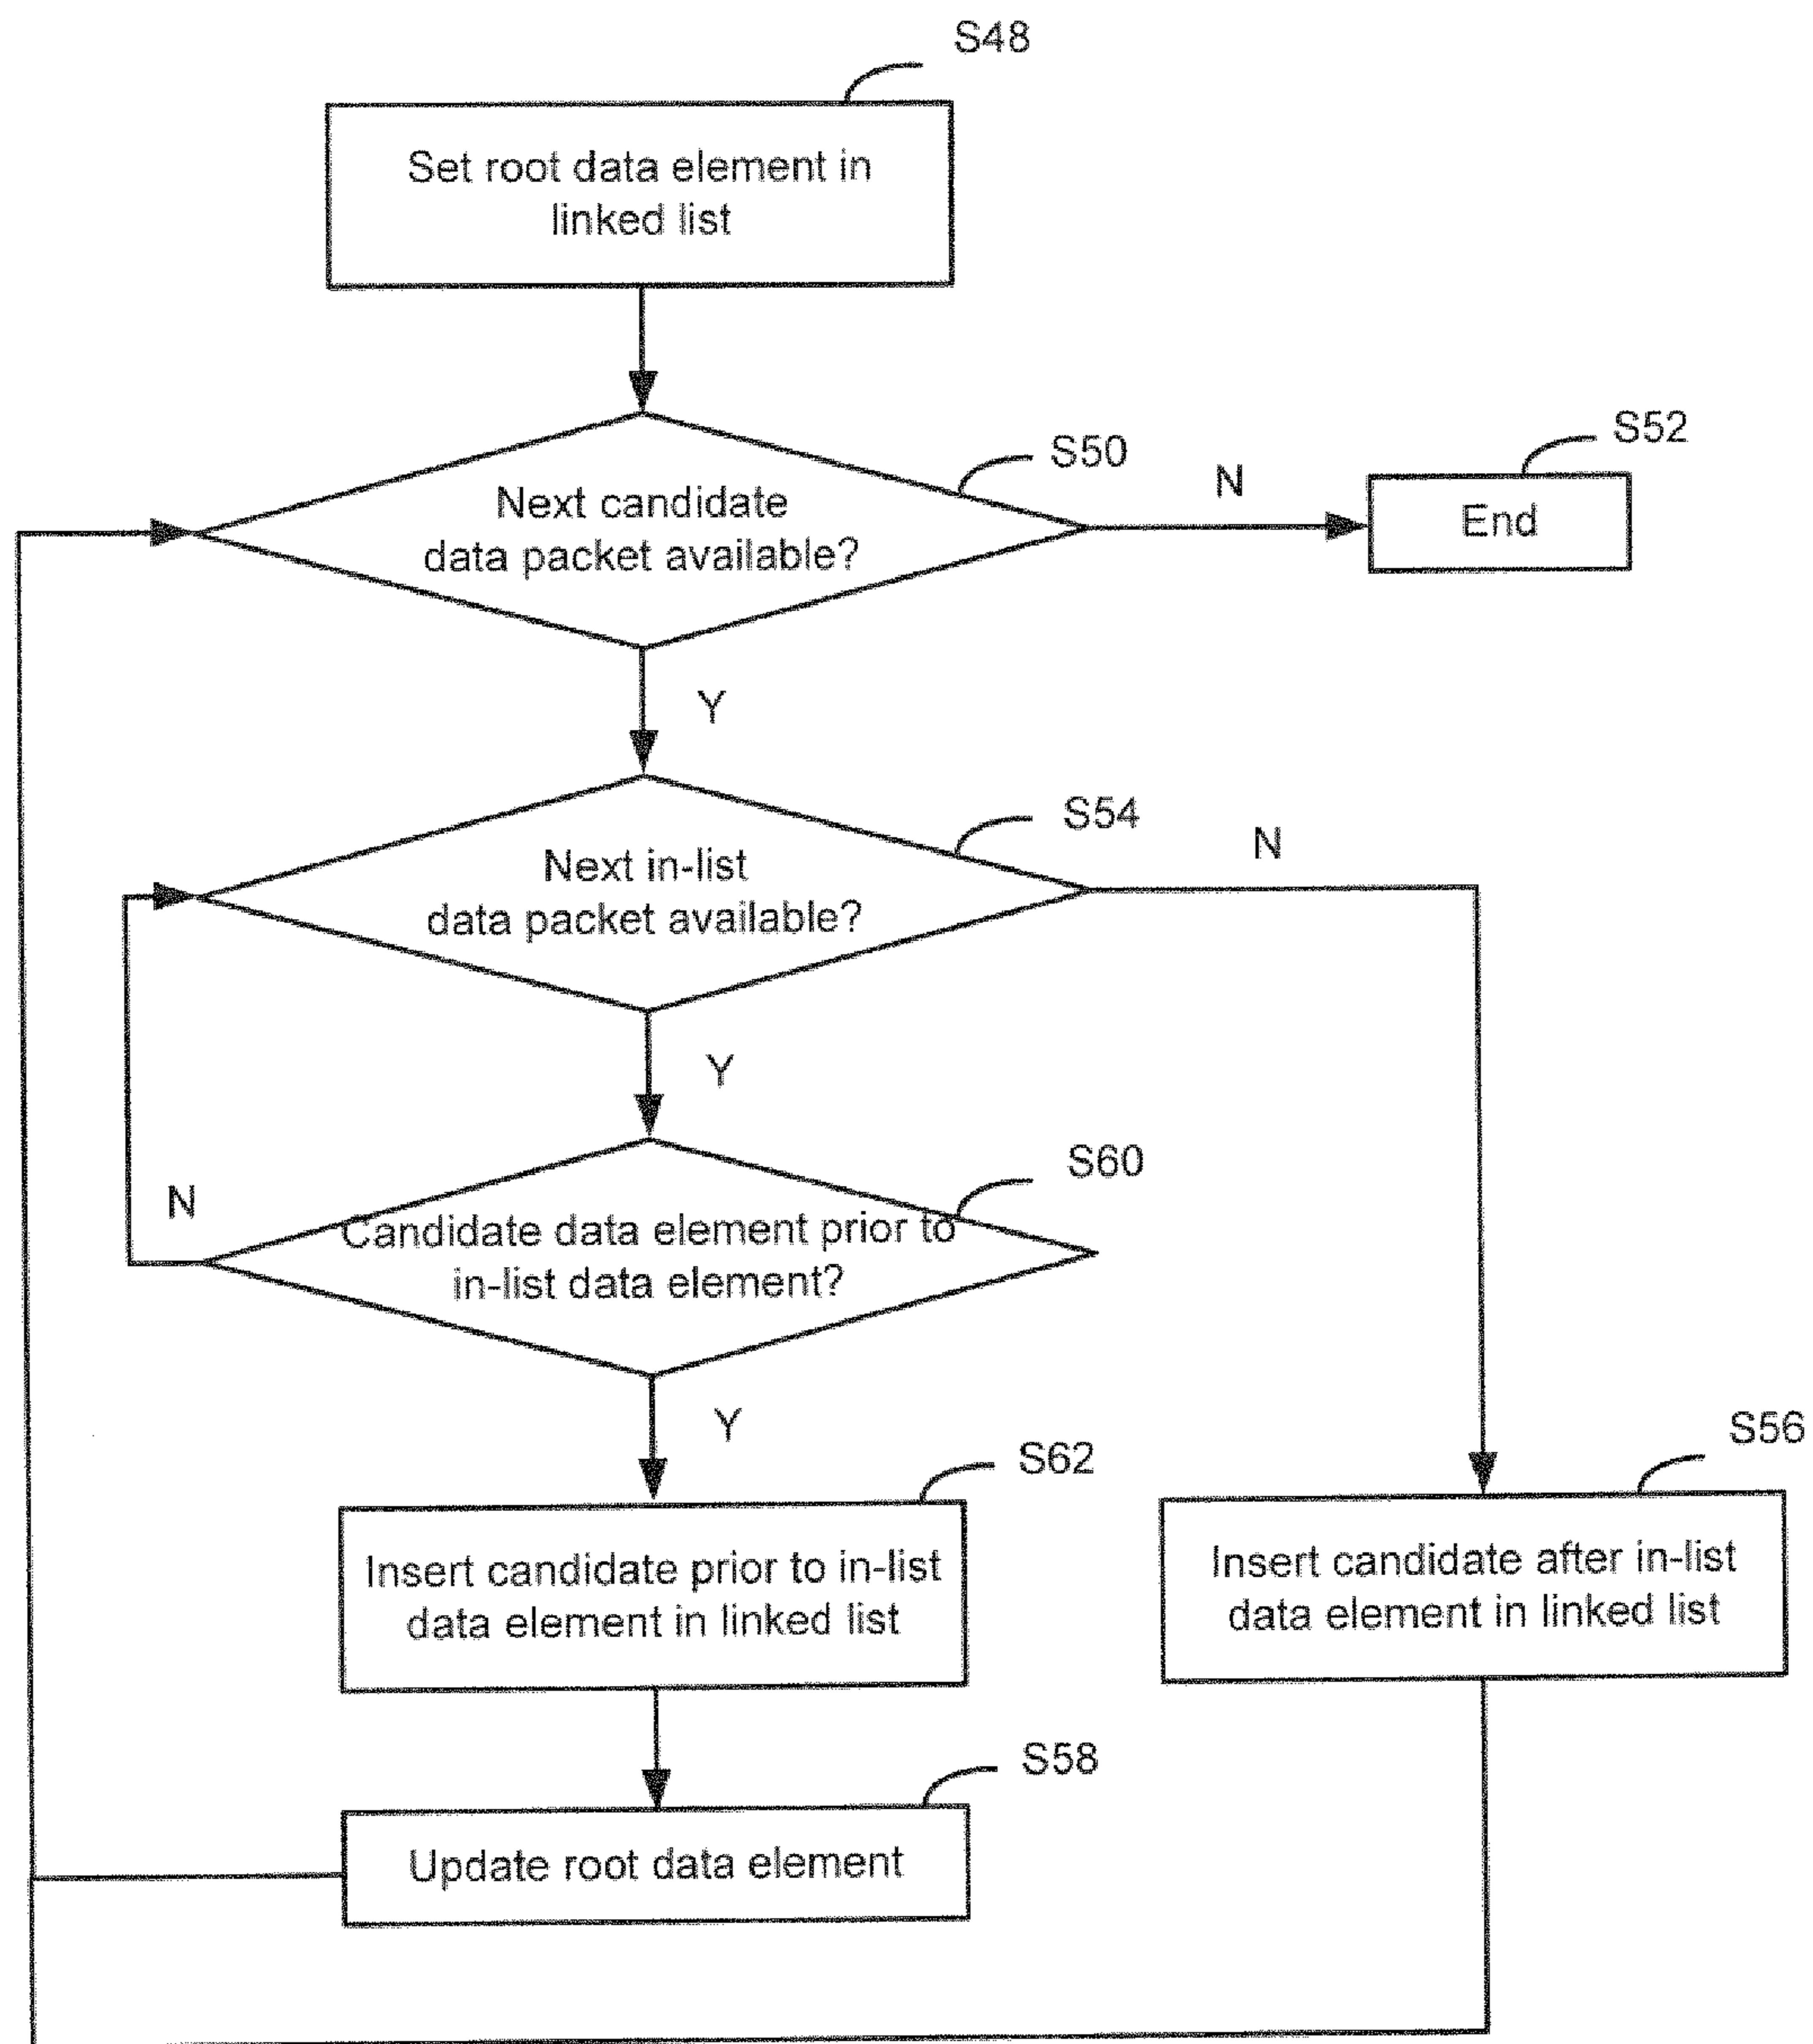 S48
Set root data element in
linked list
S50
N
S52
End
Next candidate
data packet available?
Y
S54
N
Next in-list
data packet available?
Y
S60
N
Candidate data element prior to
in-list data element?
Y
S62
S56
Insert candidate prior to in-list
data element in linked list
Insert candidate after in-list
data element in linked list
S58
Update root data element